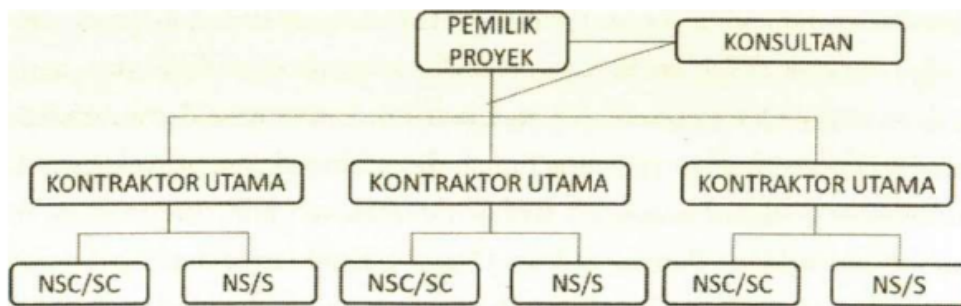 PEMILIK
PROYEK
KONSULTAN
KONTRAKTOR UTAMA
KONTRAKTOR UTAMA
KONTRAKTOR UTAMA
NSC/SC
NS/S
NSC/SC
NS/S
NSC/SC
NS/S